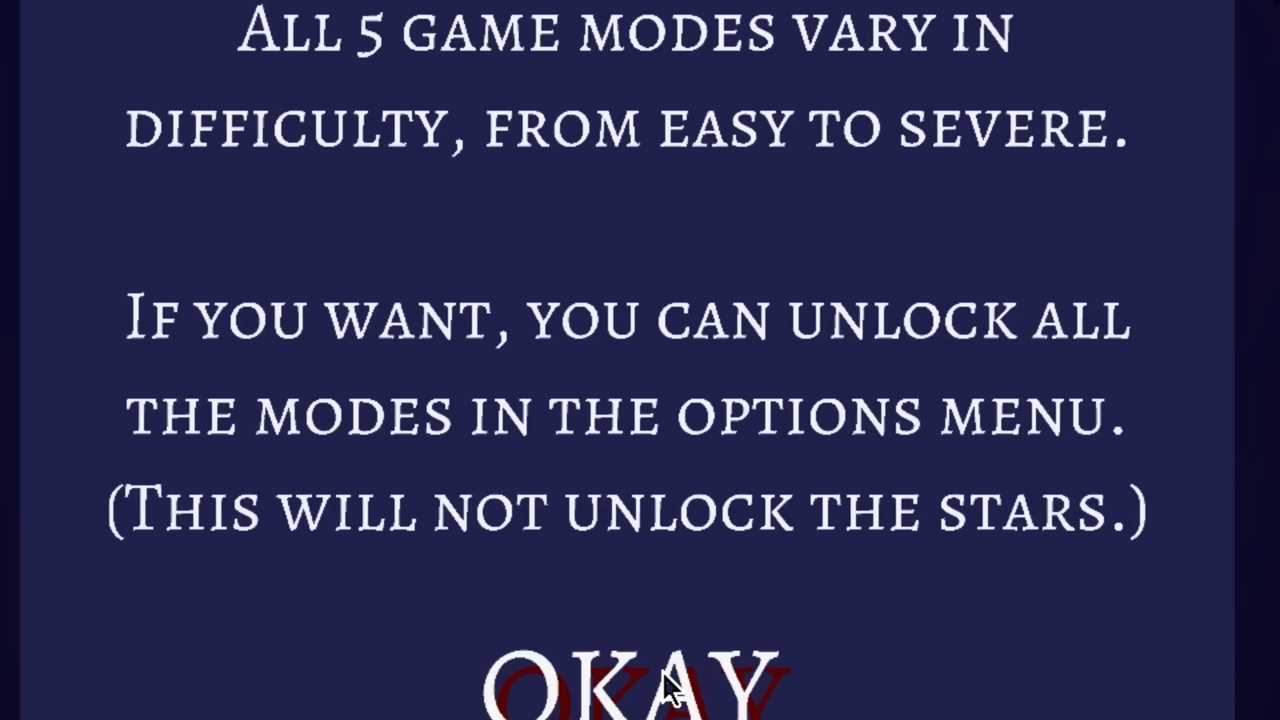 All 5 game modes vary in
difficulty, from easy to severe.
If you want, you can unlock all
the modes in the options menu.
(This will not unlock the stars.)
OKAY